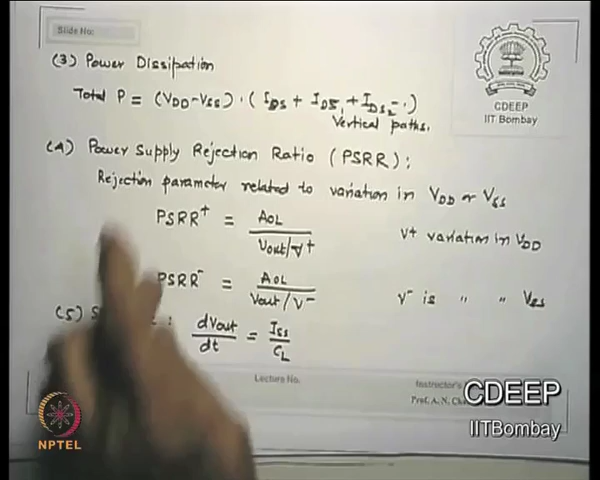 Slide No:
(3) Power Dissipation
Total P = (VDD-VSS) · ( IDS + IDS1 + IDS2 - · )
Vertical paths.
CDEEP
IIT Bombay
(4) Power Supply Rejection Ratio (PSRR) :
Rejection parameter related to variation in VDD or VSS
PSRR+ = AOL / Vout/V+ V+ variation in VDD
PSRR- = AOL / Vout/V- V- is " " VSS
(5) S : dVout/dt = ISS/CL
Lecture No.
Instructor's
Prof. A. N.
CDEEP
IIT Bombay
NPTEL